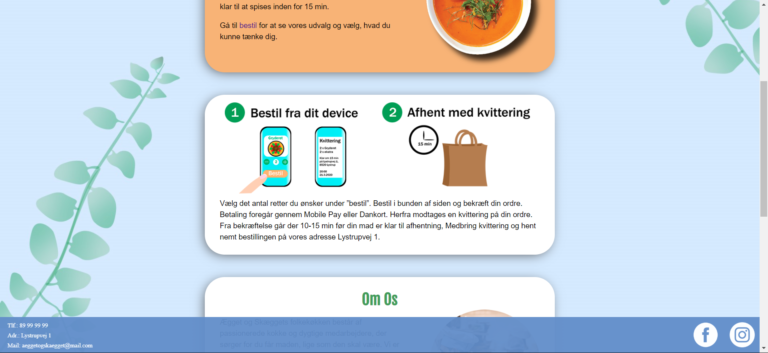 klar til at spises inden for 15 min.
Gå til bestil for at se vores udvalg og vælg, hvad du
kunne tænke dig.
1 Bestil fra dit device
2 Afhent med kvittering
Kvittering
15 min
Bestil
Vælg det antal retter du ønsker under "bestil". Bestil i bunden af siden og bekræft din ordre.
Betaling foregår gennem Mobile Pay eller Dankort. Herfra modtages en kvittering på din ordre.
Fra bekræftelse går der 10-15 min før din mad er klar til afhentning, Medbring kvittering og hent
nemt bestillingen på vores adresse Lystrupvej 1.
Om Os
Tlf.: 89 99 99 99
Adr.: Lystrupvej 1
Mail: aeggetogskaegget@mail.com